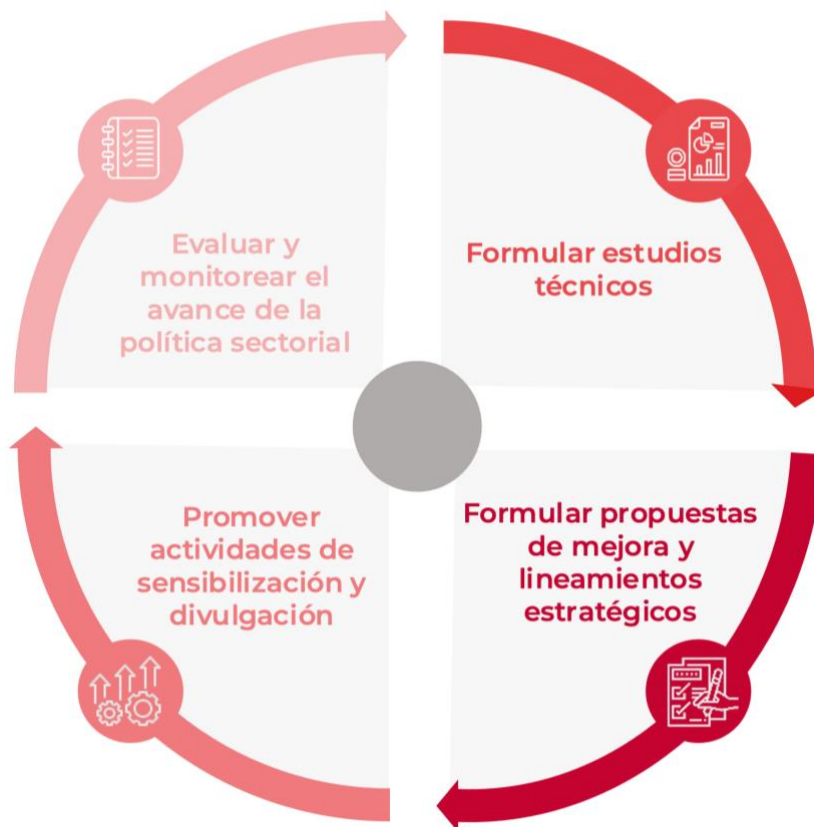 Evaluar y
monitorear el
avance de la
política sectorial
Formular estudios
técnicos
Promover
actividades de
sensibilización y
divulgación
Formular propuestas
de mejora y
lineamientos
estratégicos